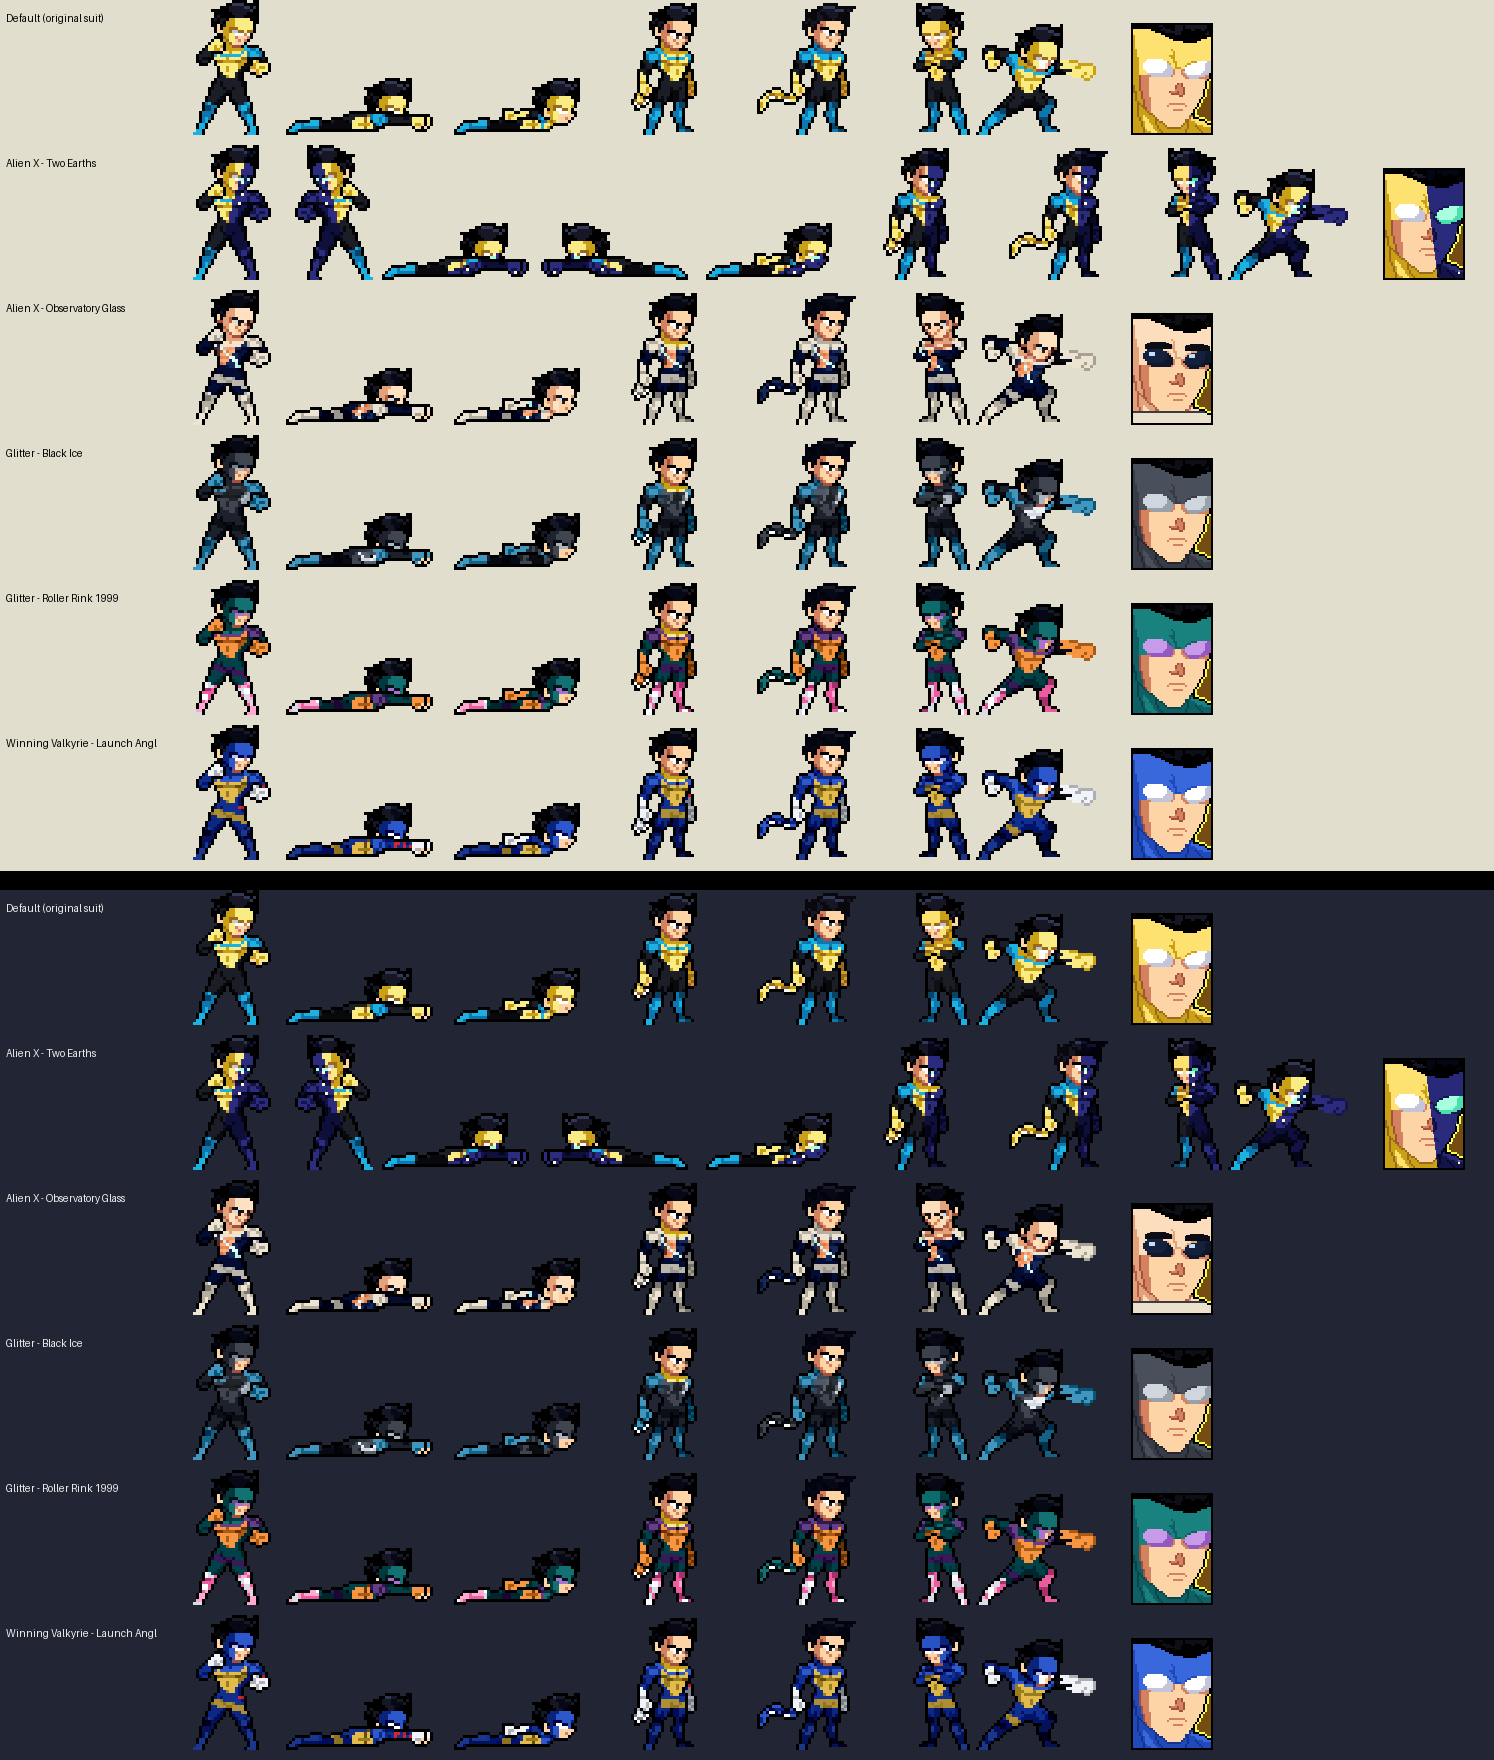 Default (original suit)
Alien X - Two Earths
Alien X - Observatory Glass
Glitter - Black Ice
Glitter - Roller Rink 1999
Winning Valkyrie - Launch Angl
Default (original suit)
Alien X - Two Earths
Alien X - Observatory Glass
Glitter - Black Ice
Glitter - Roller Rink 1999
Winning Valkyrie - Launch Angl